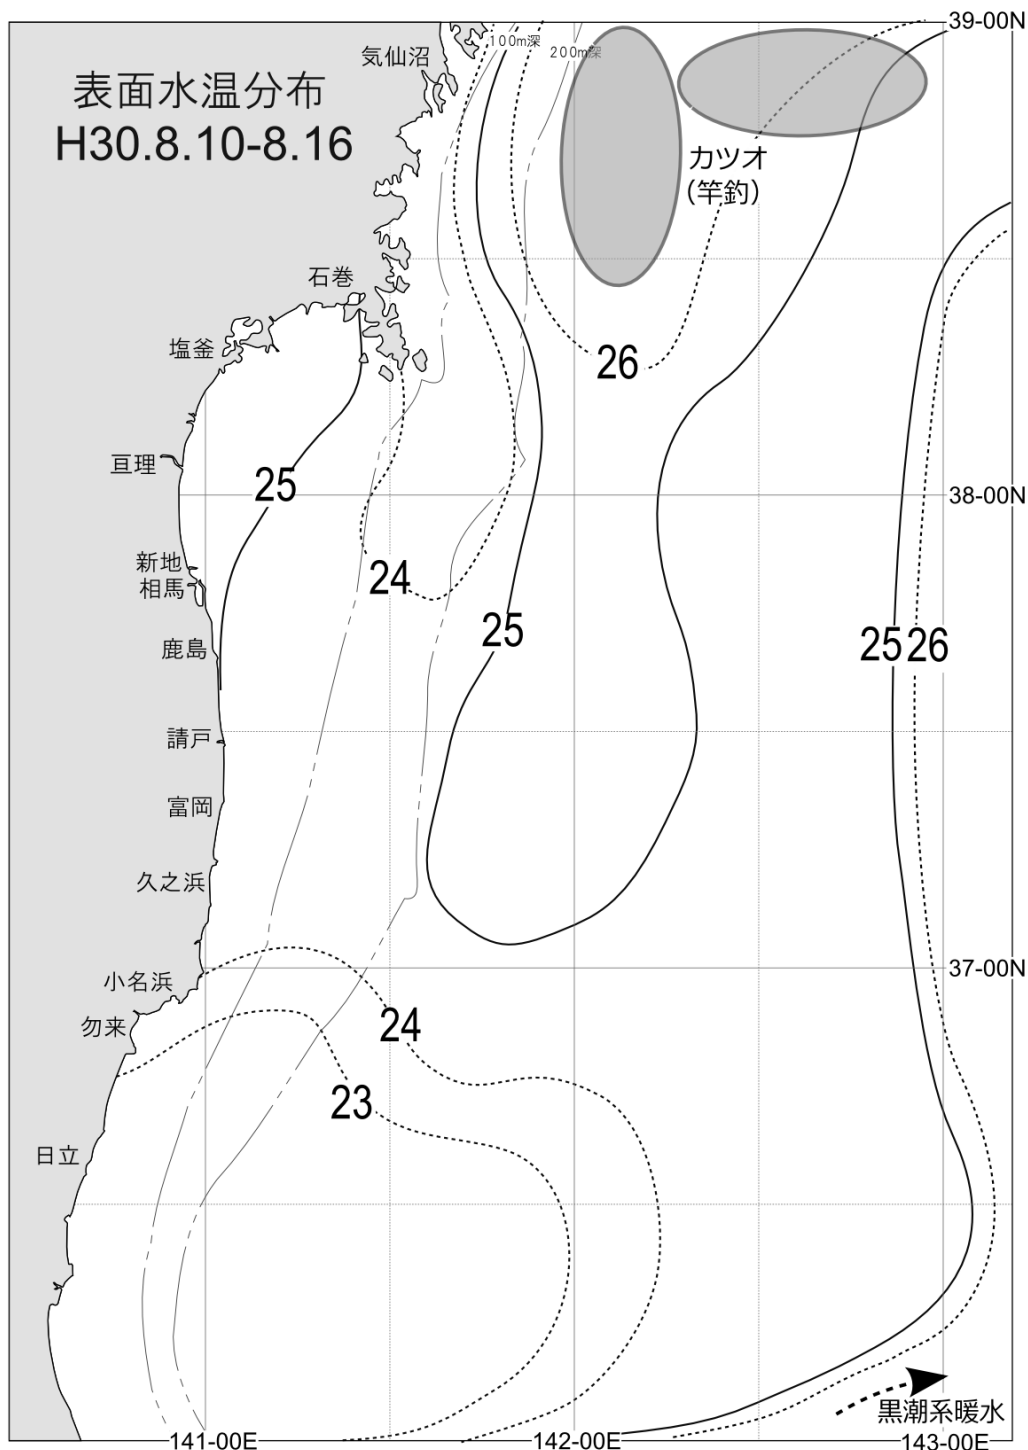 39-00N
100m深
200m深
気仙沼
表面水温分布
H30.8.10-8.16
カツオ
(竿釣)
石巻
塩釜
26
亘理
25
38-00N
新地
24
相馬
25
25
26
鹿島
請戸
富岡
久之浜
37-00N
小名浜
勿来
24
23
日立
黒潮系暖水
141-00E
142-00E
143-00E